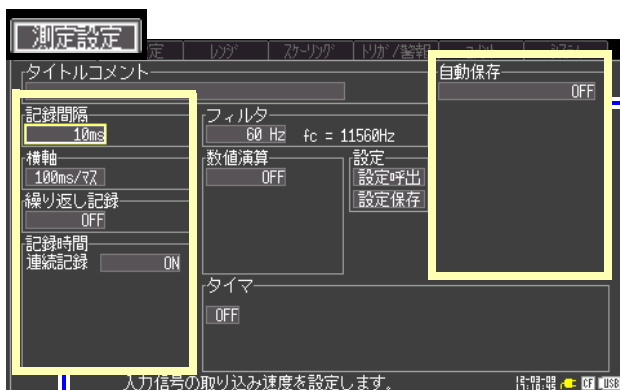 測定設定
定 レンジ スケーリング トリガ/警報
タイトルコメント
自動保存
OFF
記録間隔
10ms
フィルタ
60 Hz fc = 11560Hz
横軸
100ms/マス
数値演算
OFF
設定
設定呼出
設定保存
繰り返し記録
OFF
記録時間
連続記録 ON
タイマ
OFF
入力信号の取り込み速度を設定します。
CF USB